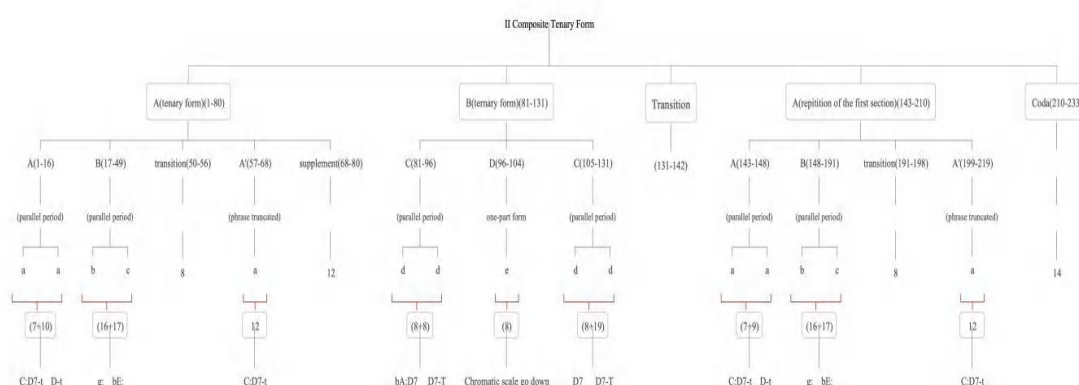 II Composite Tenary Form
A(tenary form)(1-80) B(ternary form)(81-131) Transition A(repitition of the first section)(143-210) Coda(210-233
A(1-16) B(17-49) transition(50-56) A'(57-68) supplement(68-80) C(81-96) D(96-104) C(105-131) (131-142) A(143-148) B(148-191) transition(191-198) A'(199-219)
(parallel period) (parallel period) (phrase truncated) (parallel period) one-part form (parallel period) (parallel period) (parallel period) (phrase truncated)
a a b c 8 a 12 d d e d d a a b c 8 a 14
(7+10) (16+17) 12 (8+8) (8) (8+19) (7+9) (16+17) 12
C:D7-t D-t g: bE: C:D7-t bA:D7 D7-T Chromatic scale go down D7 D7-T C:D7-t D-t g: bE: C:D7-t